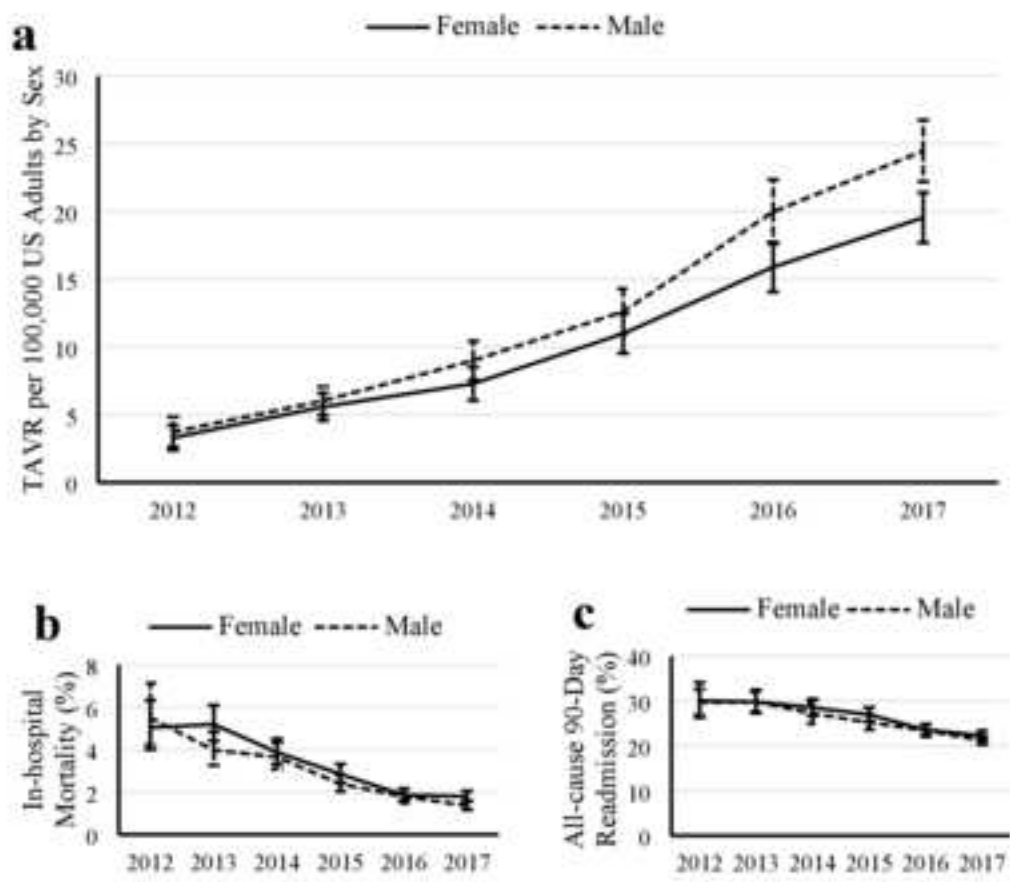 a
Female Male
TAVR per 100,000 US Adults by Sex
30
25
20
15
10
5
0
2012 2013 2014 2015 2016 2017
b
Female Male
In-hospital
Mortality (%)
8
6
4
2
0
2012 2013 2014 2015 2016 2017
c
Female Male
All-cause 90-Day
Readmission (%)
40
30
20
10
0
2012 2013 2014 2015 2016 2017